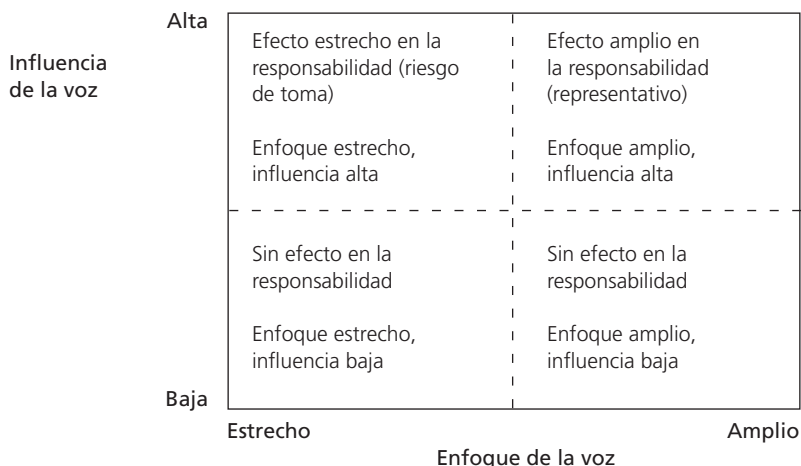 Alta
Influencia
de la voz
Efecto estrecho en la
responsabilidad (riesgo
de toma)
Enfoque estrecho,
influencia alta
Efecto amplio en
la responsabilidad
(representativo)
Enfoque amplio,
influencia alta
Sin efecto en la
responsabilidad
Enfoque estrecho,
influencia baja
Sin efecto en la
responsabilidad
Enfoque amplio,
influencia baja
Baja
Estrecho
Amplio
Enfoque de la voz